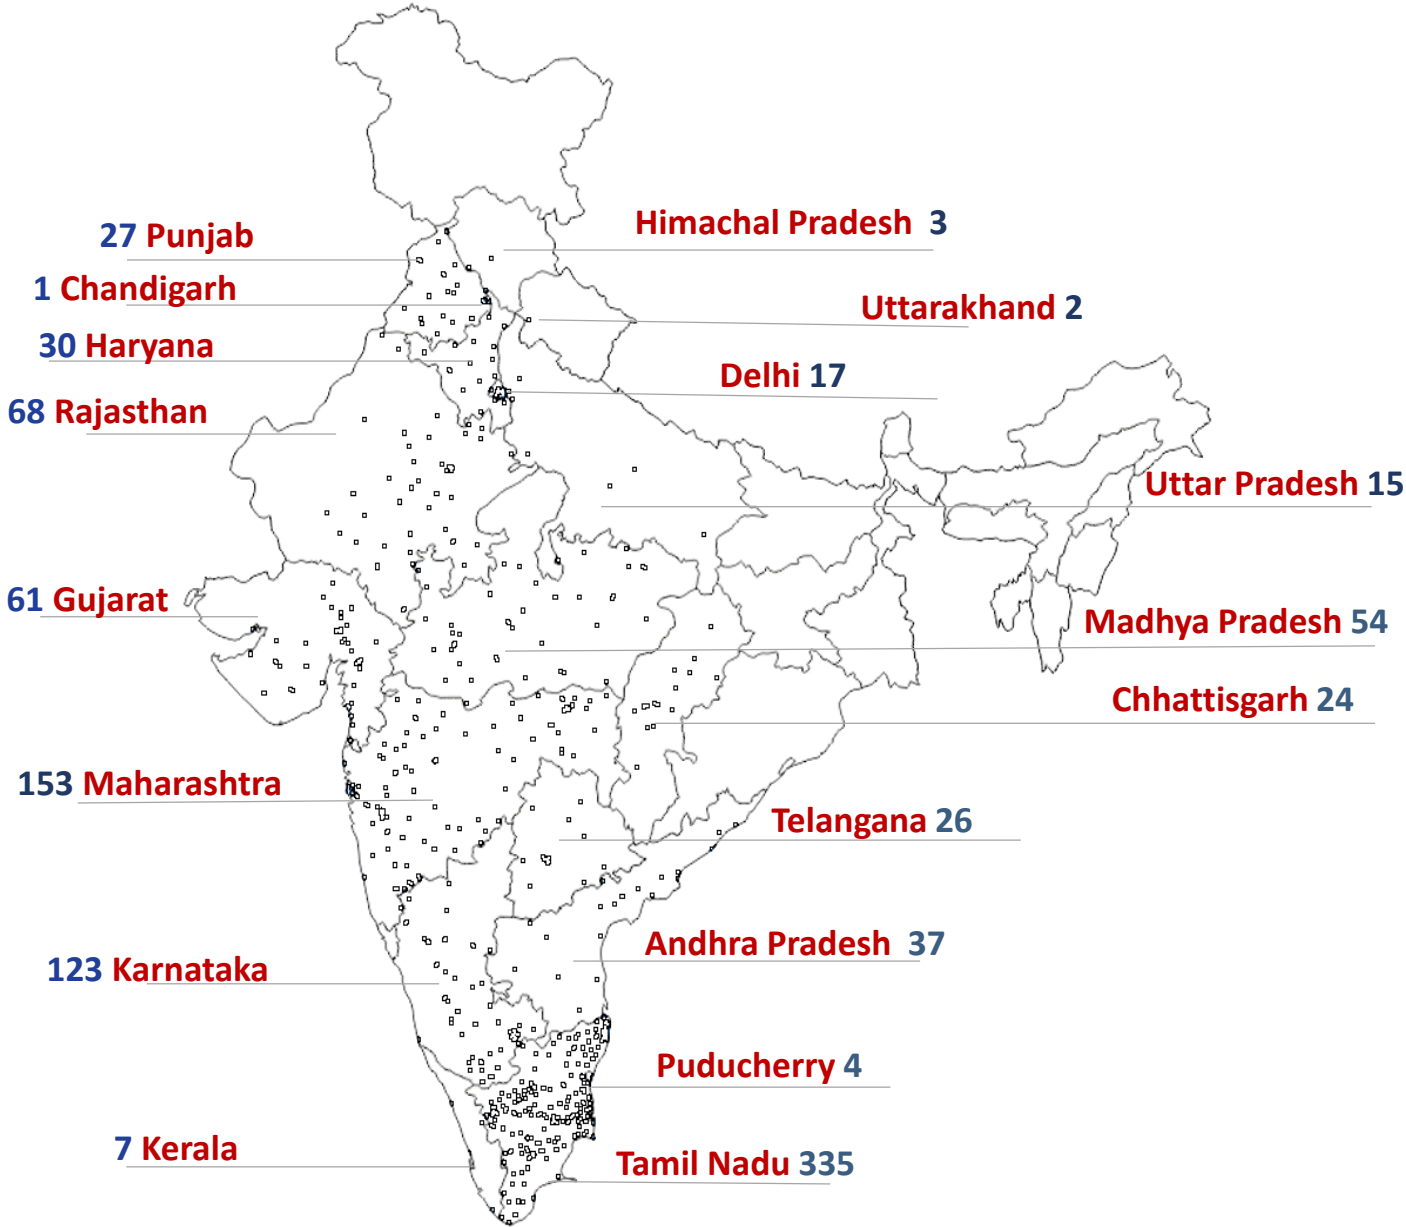 Himachal Pradesh 3
27 Punjab
1 Chandigarh
Uttarakhand 2
30 Haryana
Delhi 17
68 Rajasthan
Uttar Pradesh 15
61 Gujarat
Madhya Pradesh 54
Chhattisgarh 24
153 Maharashtra
Telangana 26
Andhra Pradesh 37
123 Karnataka
Puducherry 4
7 Kerala
Tamil Nadu 335